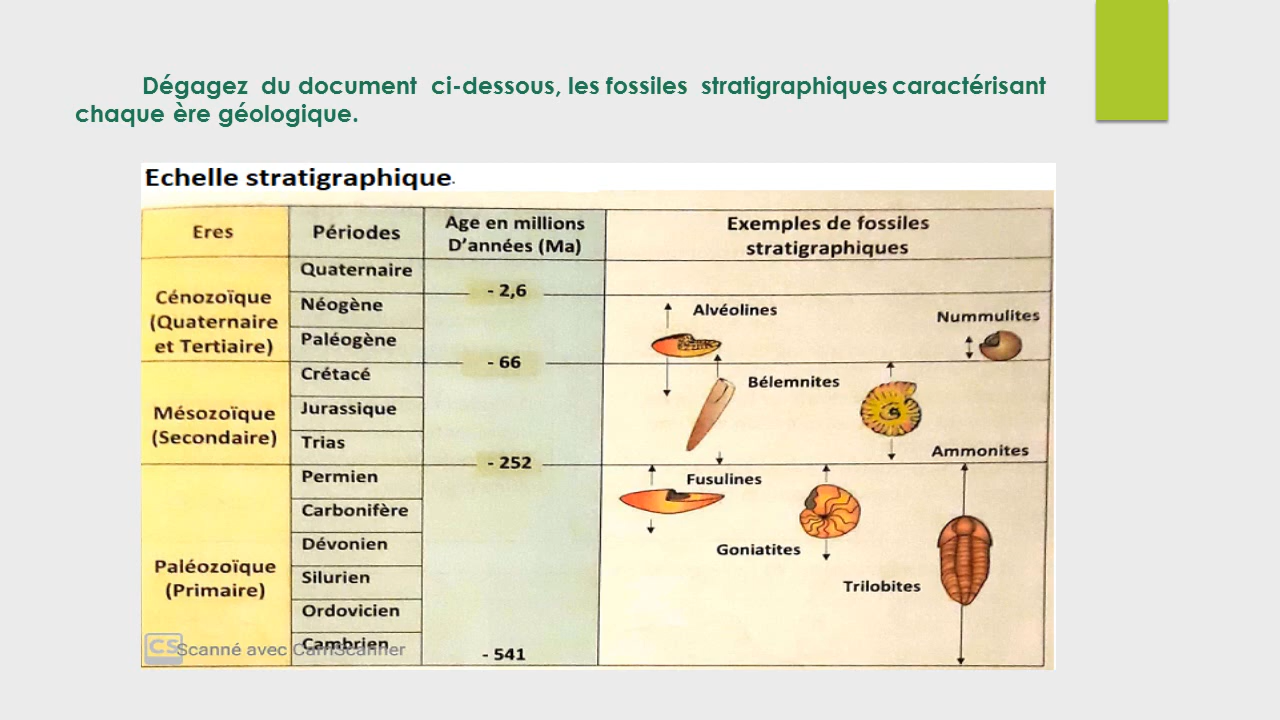 Dégagez du document ci-dessous, les fossiles stratigraphiques caractérisant
chaque ère géologique.
Echelle stratigraphique.
Eres
Périodes
Age en millions
D'années (Ma)
Exemples de fossiles
stratigraphiques
Cénozoïque
(Quaternaire
et Tertiaire)
Quaternaire
- 2,6
Néogène
Paléogène
Alvéolines
Nummulites
- 66
Mésozoïque
(Secondaire)
Crétacé
Jurassique
Trias
Bélemnites
Ammonites
- 252
Paléozoïque
(Primaire)
Permien
Carbonifère
Dévonien
Silurien
Ordovicien
Cambrien
Fusulines
Goniatites
Trilobites
- 541
CS Scanné avec CamScanner